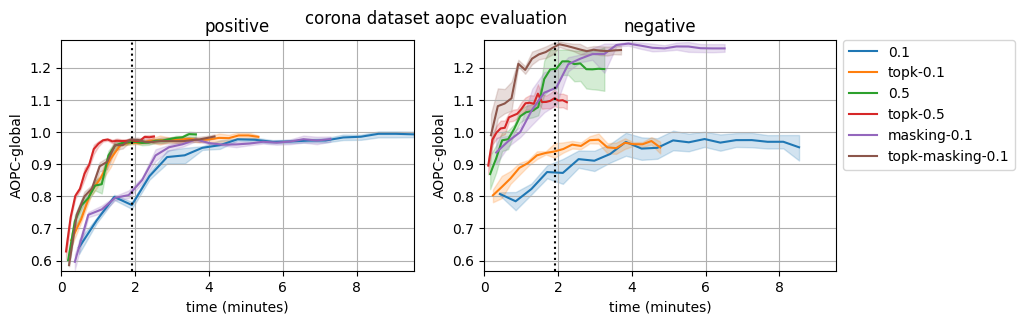 corona dataset aopc evaluation
positive
negative
AOPC-global
1.2
1.1
1.0
0.9
0.8
0.7
0.6
0
2
4
6
8
time (minutes)
AOPC-global
1.2
1.1
1.0
0.9
0.8
0.7
0.6
0
2
4
6
8
time (minutes)
0.1
topk-0.1
0.5
topk-0.5
masking-0.1
topk-masking-0.1